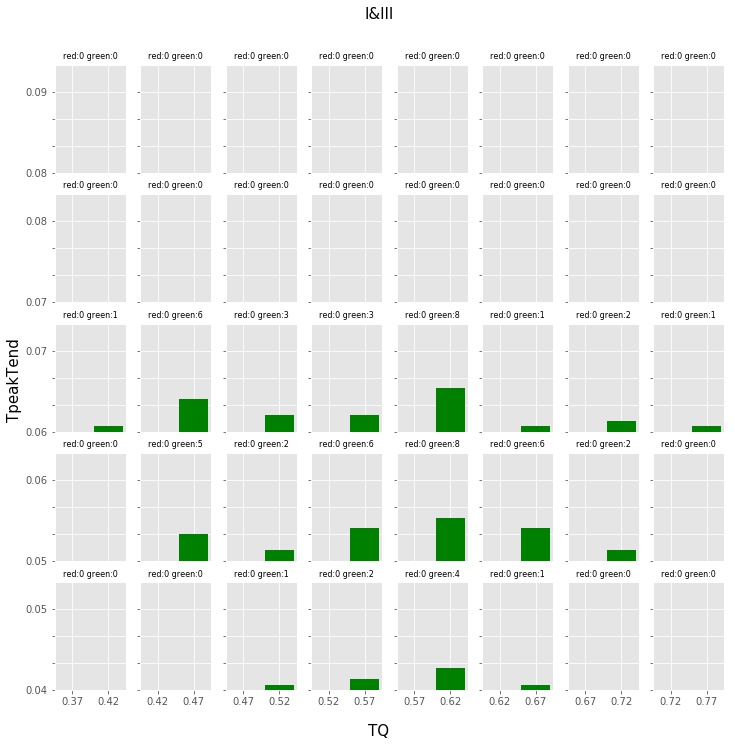 I&III
red:0 green:0 red:0 green:0 red:0 green:0 red:0 green:0 red:0 green:0 red:0 green:0 red:0 green:0 red:0 green:0
0.09
0.08
red:0 green:0 red:0 green:0 red:0 green:0 red:0 green:0 red:0 green:0 red:0 green:0 red:0 green:0 red:0 green:0
0.08
0.07
red:0 green:1 red:0 green:6 red:0 green:3 red:0 green:3 red:0 green:8 red:0 green:1 red:0 green:2 red:0 green:1
0.07
TpeakTend
0.06
red:0 green:0 red:0 green:5 red:0 green:2 red:0 green:6 red:0 green:8 red:0 green:6 red:0 green:2 red:0 green:0
0.06
0.05
red:0 green:0 red:0 green:0 red:0 green:1 red:0 green:2 red:0 green:4 red:0 green:1 red:0 green:0 red:0 green:0
0.05
0.04
0.37 0.42 0.42 0.47 0.47 0.52 0.52 0.57 0.57 0.62 0.62 0.67 0.67 0.72 0.72 0.77
TQ